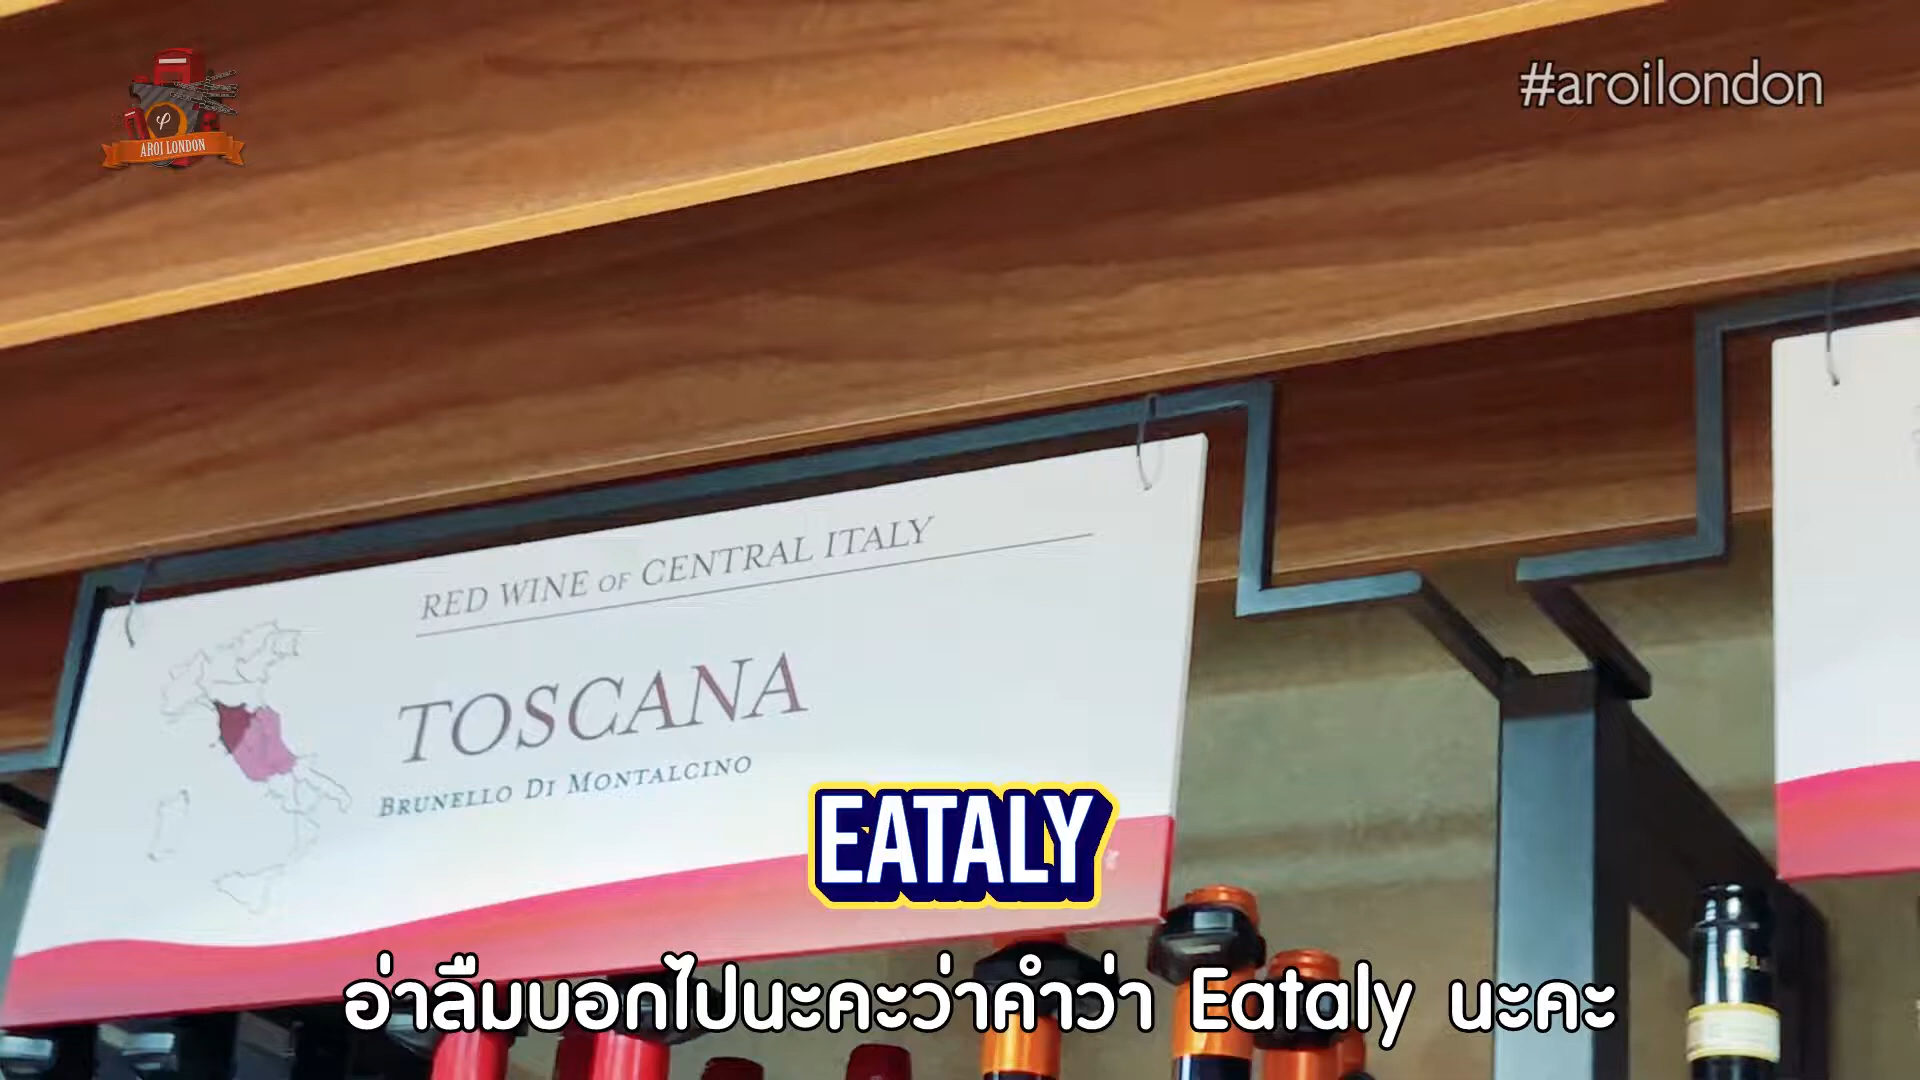 AROI LONDON
#aroilondon
RED WINE OF CENTRAL ITALY
TOSCANA
BRUNELLO DI MONTALCINO
EATALY
อ่าลืมบอกไปนะคะว่าคำว่า Eataly นะคะ